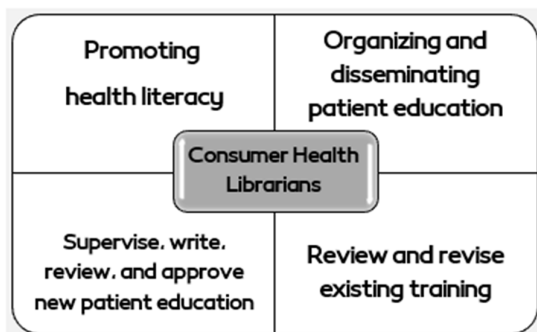 Promoting
health literacy
Organizing and
disseminating
patient education
Consumer Health
Librarians
Supervise, write,
review, and approve
new patient education
Review and revise
existing training